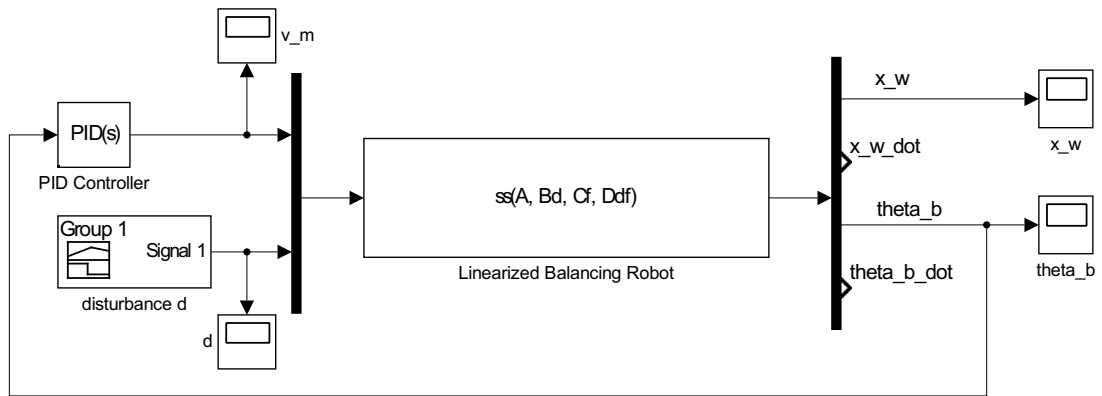 v_m
x_w
x_w
PID(s)
x_w_dot
PID Controller
ss(A, Bd, Cf, Ddf)
theta_b
Group 1
Signal 1
Linearized Balancing Robot
theta_b_dot
theta_b
disturbance d
d